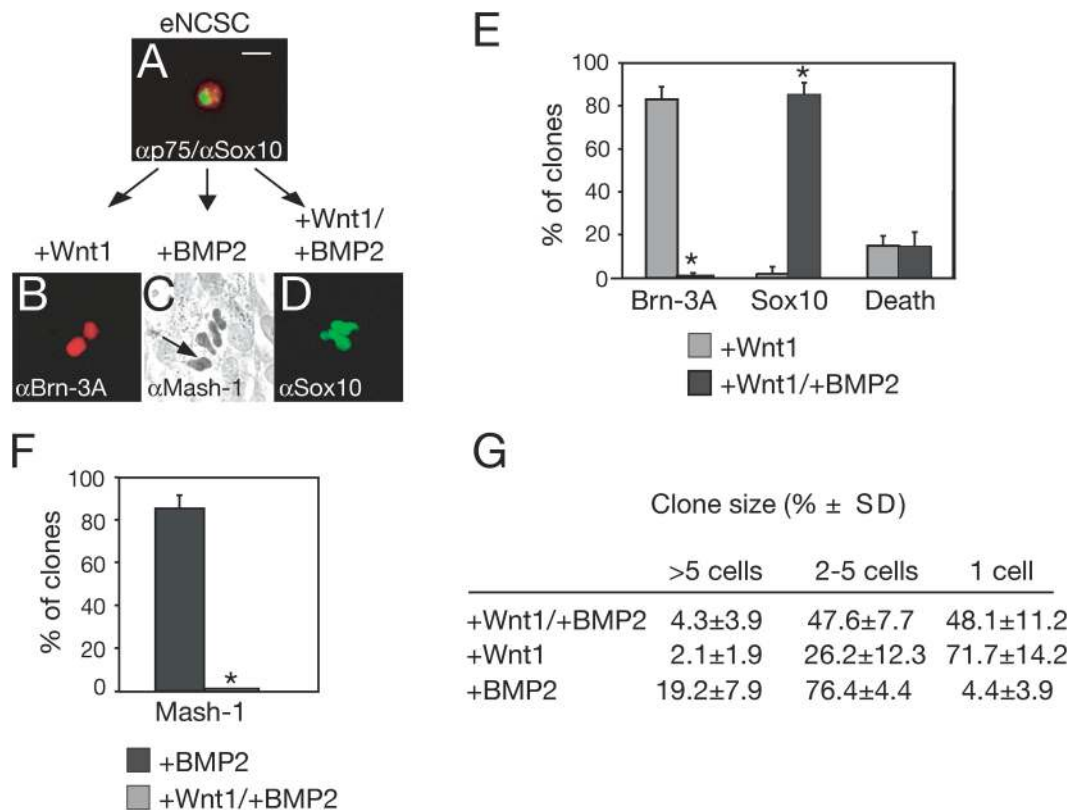 eNCSC
A
αp75/αSox10
+Wnt1
+BMP2
+Wnt1/
+BMP2
B
αBrn-3A
C
αMash-1
D
αSox10
E
% of clones
100
80
60
40
20
0
Brn-3A Sox10 Death
* *
+Wnt1
+Wnt1/+BMP2
F
% of clones
100
80
60
40
20
0
*
Mash-1
+BMP2
+Wnt1/+BMP2
G
Clone size (% ± SD)
>5 cells 2-5 cells 1 cell
+Wnt1/+BMP2 4.3±3.9 47.6±7.7 48.1±11.2
+Wnt1 2.1±1.9 26.2±12.3 71.7±14.2
+BMP2 19.2±7.9 76.4±4.4 4.4±3.9